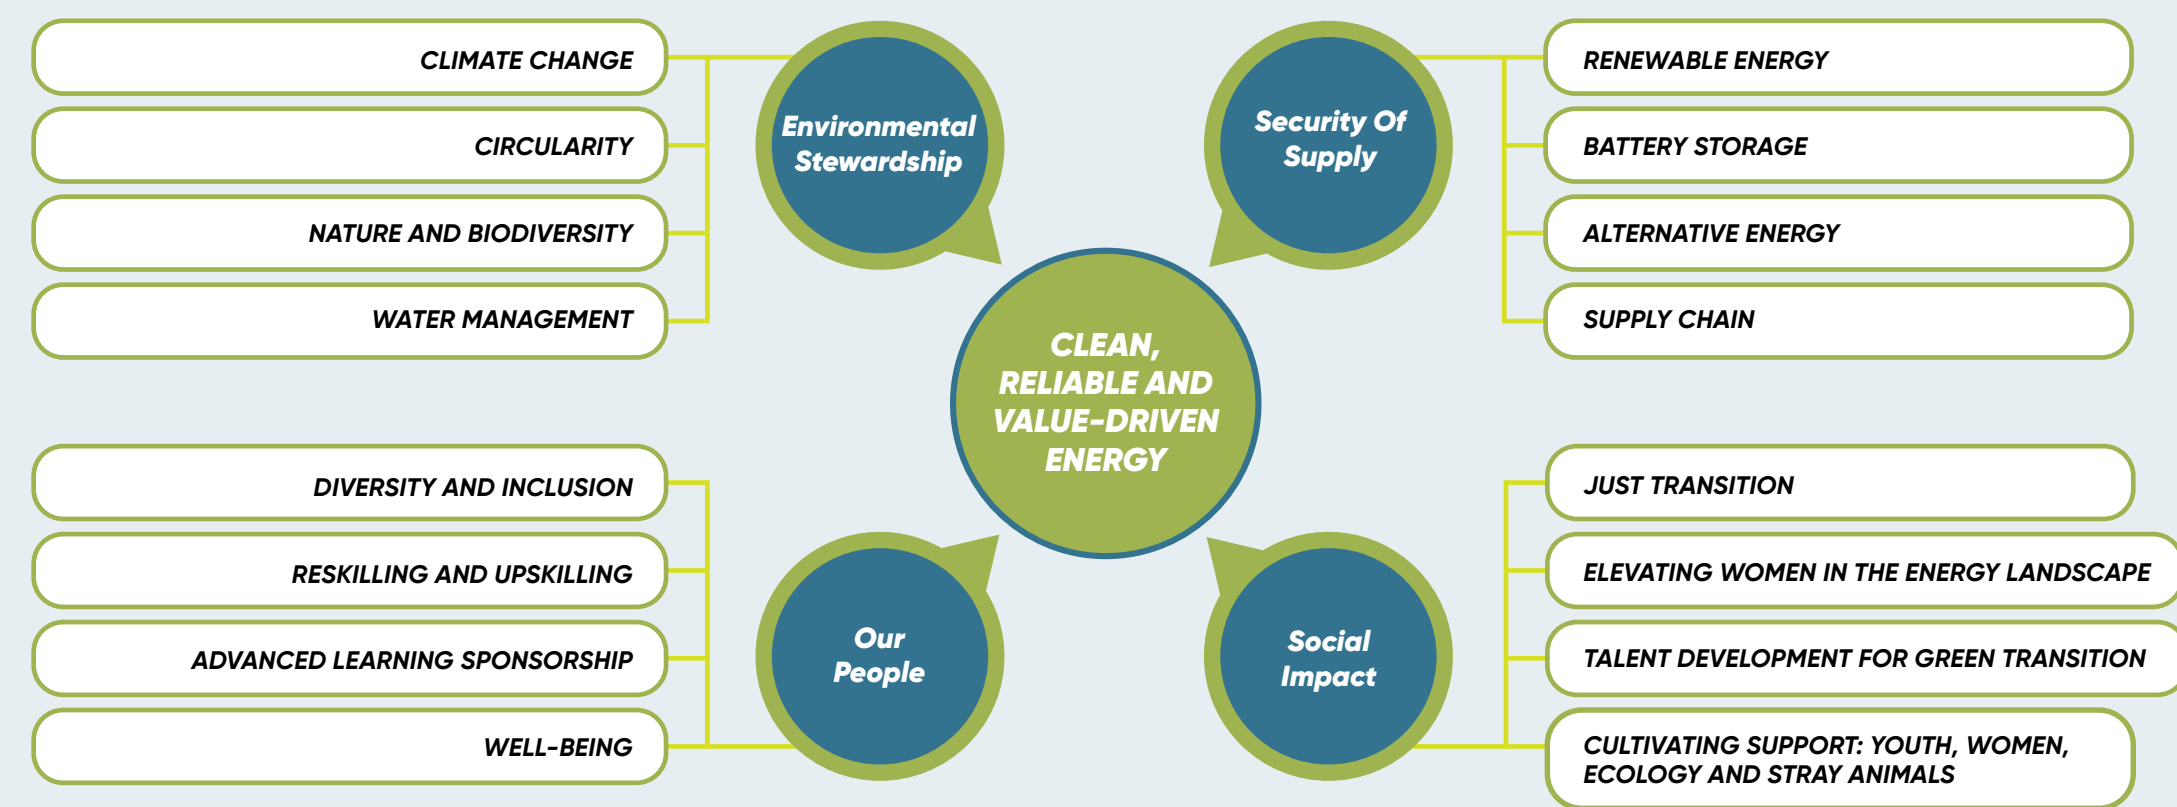 CLIMATE CHANGE
CIRCULARITY
NATURE AND BIODIVERSITY
WATER MANAGEMENT
Environmental
Stewardship
Security Of
Supply
RENEWABLE ENERGY
BATTERY STORAGE
ALTERNATIVE ENERGY
SUPPLY CHAIN
CLEAN,
RELIABLE AND
VALUE-DRIVEN
ENERGY
DIVERSITY AND INCLUSION
RESKILLING AND UPSKILLING
ADVANCED LEARNING SPONSORSHIP
WELL-BEING
Our
People
Social
Impact
JUST TRANSITION
ELEVATING WOMEN IN THE ENERGY LANDSCAPE
TALENT DEVELOPMENT FOR GREEN TRANSITION
CULTIVATING SUPPORT: YOUTH, WOMEN,
ECOLOGY AND STRAY ANIMALS